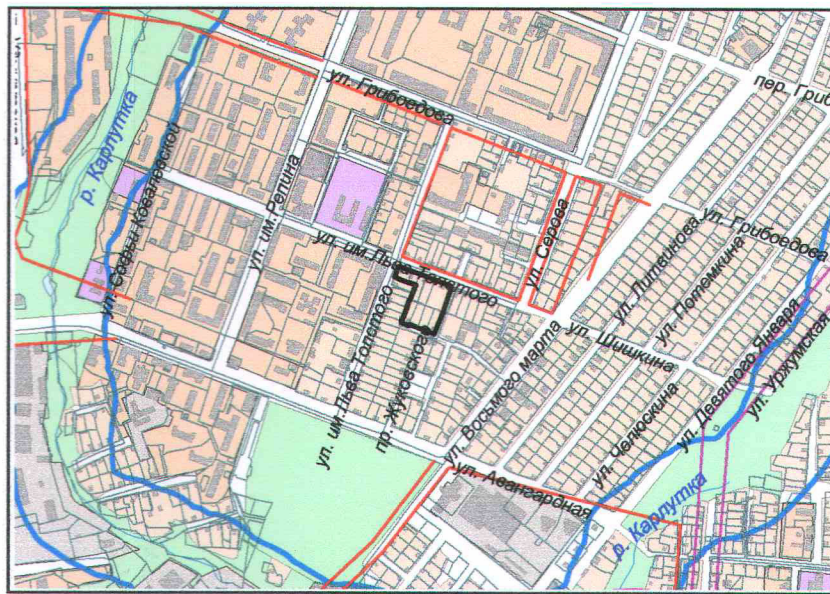 ул. Грибоедова
пер. Гриб
р. Карлутка
ул. Софьи Ковалевской
ул. им. Репина
ул. им. Льва Толстого
ул. Серова
ул. Грибоедова
ул. Литвинова
ул. Потемкина
ул. Шишкина
ул. им. Льва Толстого
пр. Жуковского
ул. Восьмого марта
ул. Девятого Января
ул. Уржумская
ул. Челюскина
ул. Авангардная
р. Карлутка